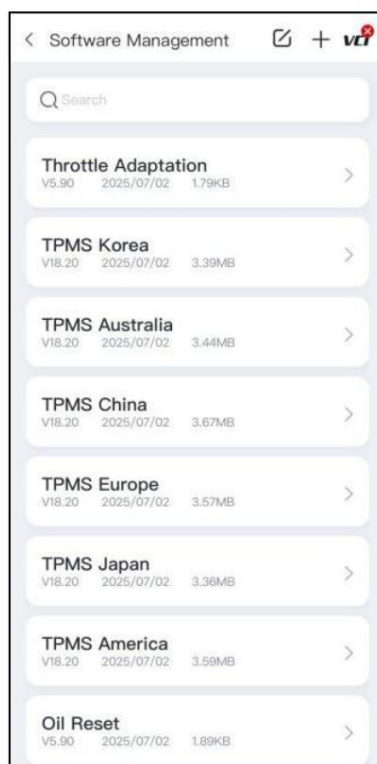 Software Management
VCI
Search
Throttle Adaptation
V5.90 2025/07/02 1.79KB
TPMS Korea
V18.20 2025/07/02 3.39MB
TPMS Australia
V18.20 2025/07/02 3.44MB
TPMS China
V18.20 2025/07/02 3.67MB
TPMS Europe
V18.20 2025/07/02 3.57MB
TPMS Japan
V18.20 2025/07/02 3.36MB
TPMS America
V18.20 2025/07/02 3.59MB
Oil Reset
V5.90 2025/07/02 1.89KB